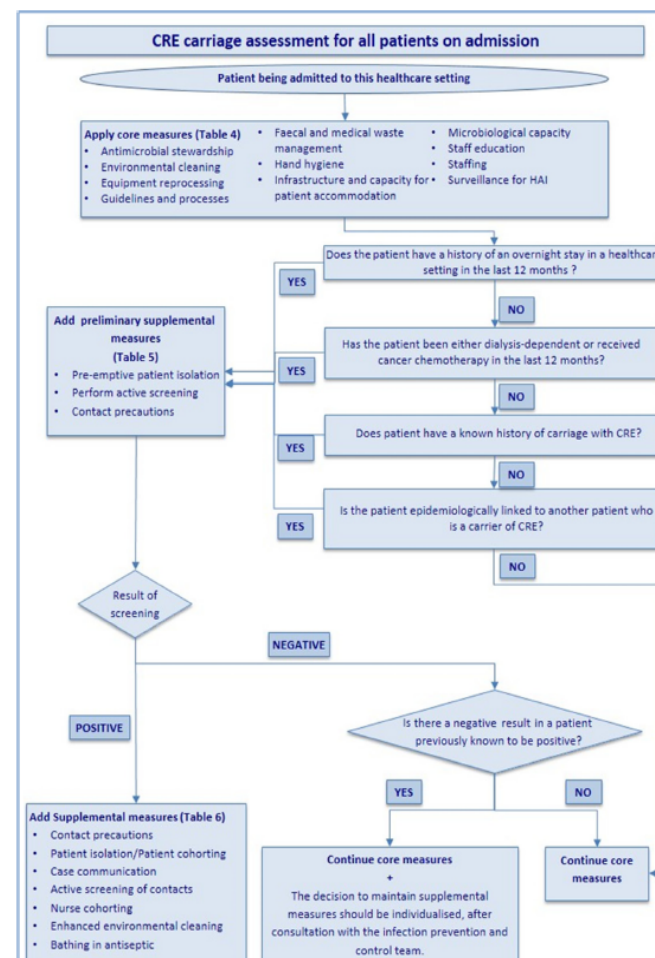 CRE carriage assessment for all patients on admission
Patient being admitted to this healthcare setting
Apply core measures (Table 4)
• Antimicrobial stewardship
• Environmental cleaning
• Equipment reprocessing
• Guidelines and processes
• Faecal and medical waste
management
• Hand hygiene
• Infrastructure and capacity for
patient accommodation
• Microbiological capacity
• Staff education
• Staffing
• Surveillance for HAI
Does the patient have a history of an overnight stay in a healthcar
setting in the last 12 months ?
YES
NO
Add preliminary supplemental
measures
(Table 5)
• Pre-emptive patient isolation
• Perform active screening
• Contact precautions
Has the patient been either dialysis-dependent or received
cancer chemotherapy in the last 12 months?
YES
NO
Does patient have a known history of carriage with CRE?
YES
NO
Is the patient epidemiologically linked to another patient who
is a carrier of CRE?
YES
NO
Result of
screening
NEGATIVE
POSITIVE
Is there a negative result in a patient
previously known to be positive?
YES
NO
Add Supplemental measures (Table 6)
• Contact precautions
• Patient isolation/Patient cohorting
• Case communication
• Active screening of contacts
• Nurse cohorting
• Enhanced environmental cleaning
• Bathing in antiseptic
Continue core measures
+
The decision to maintain supplemental
measures should be individualised, after
consultation with the infection prevention and
control team.
Continue core
measures